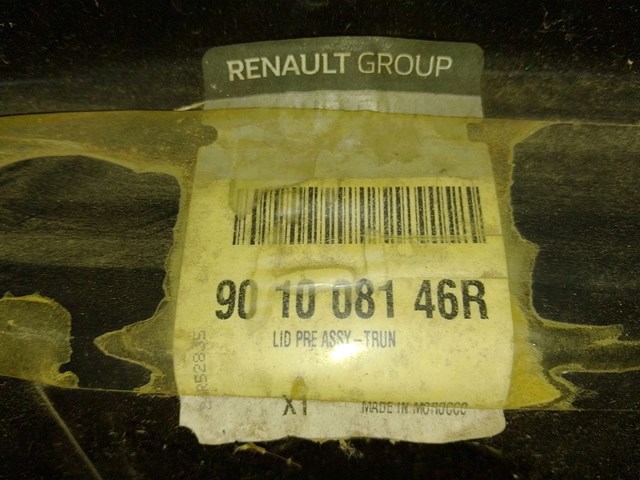 RENAULT GROUP
90 10 081 46R
LID PRE ASSY-TRUN
X1 MADE IN MOROCCO